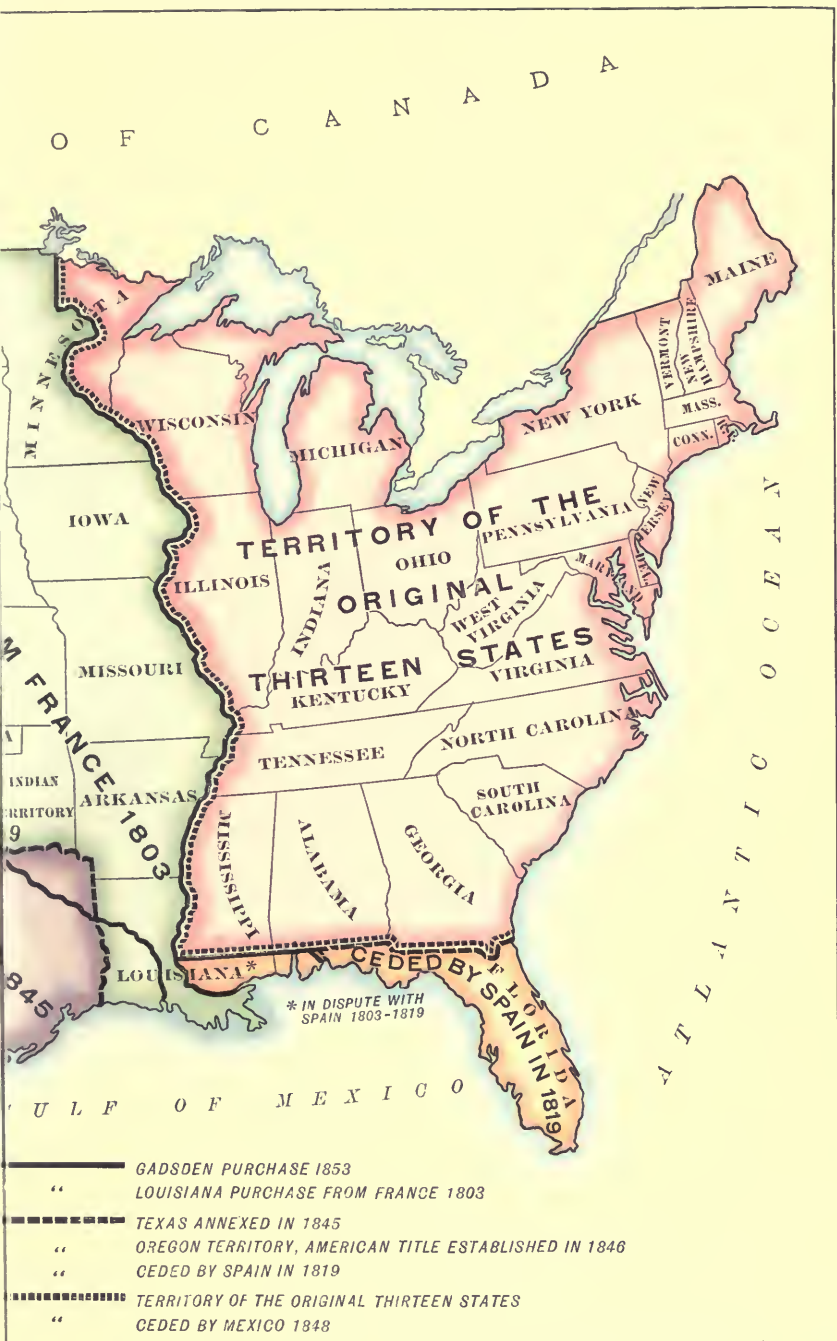 OF CANADA
MAINE
VERMONT
NEW
HAMPSHIRE
MINNESOTA
WISCONSIN
MICHIGAN
NEW YORK
MASS.
CONN.
IOWA
TERRITORY OF THE
ORIGINAL
THIRTEEN STATES
PENNSYLVANIA
NEW
JERSEY
OHIO
ILLINOIS
INDIANA
MARYLAND
DEL.
WEST
VIRGINIA
VIRGINIA
MISSOURI
KENTUCKY
M FRANCE 1803
TENNESSEE
NORTH CAROLINA
A
INDIAN
ERRITORY
9
ARKANSAS
SOUTH
CAROLINA
MISSISSIPPI
ALABAMA
GEORGIA
ATLANTIC OCEAN
845
LOUISIANA*
CEDED BY SPAIN IN 1819
FLORIDA
* IN DISPUTE WITH
SPAIN 1803-1819
ULF OF MEXICO
GADSDEN PURCHASE 1853
“ LOUISIANA PURCHASE FROM FRANCE 1803
TEXAS ANNEXED IN 1845
“ OREGON TERRITORY, AMERICAN TITLE ESTABLISHED IN 1846
“ CEDED BY SPAIN IN 1819
TERRITORY OF THE ORIGINAL THIRTEEN STATES
“ CEDED BY MEXICO 1848